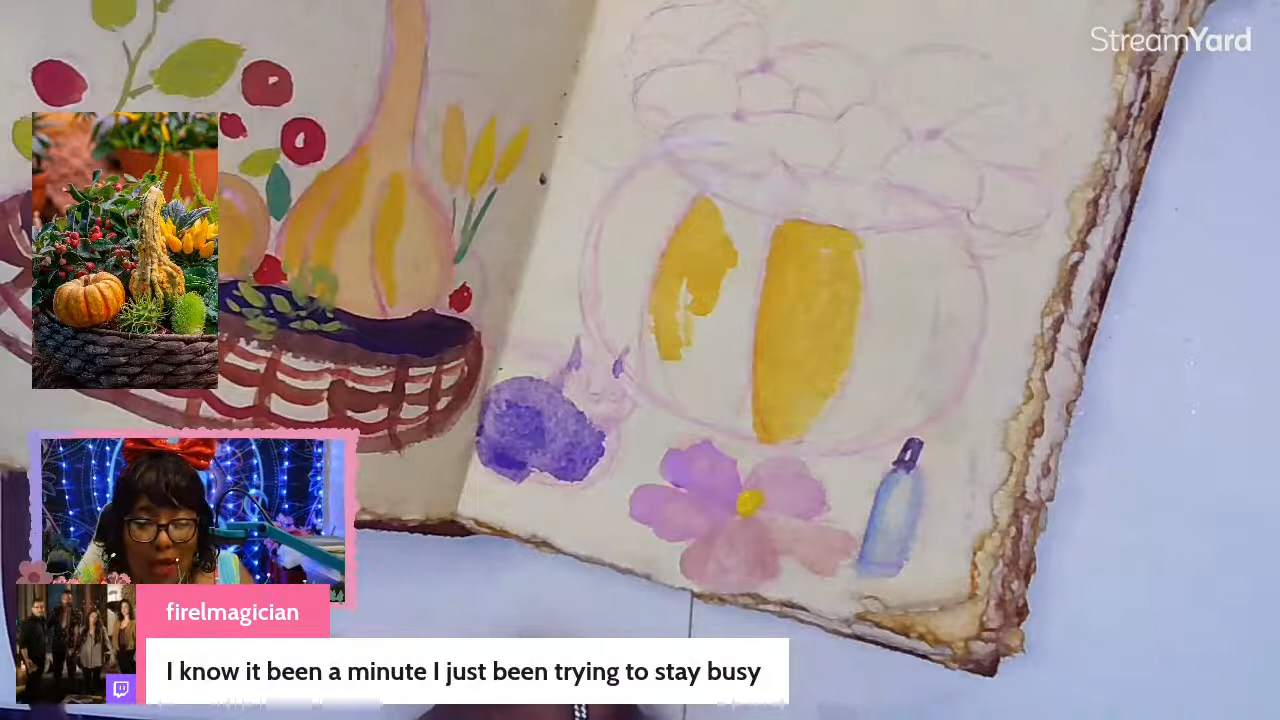 StreamYard
firelmagician
I know it been a minute I just been trying to stay busy